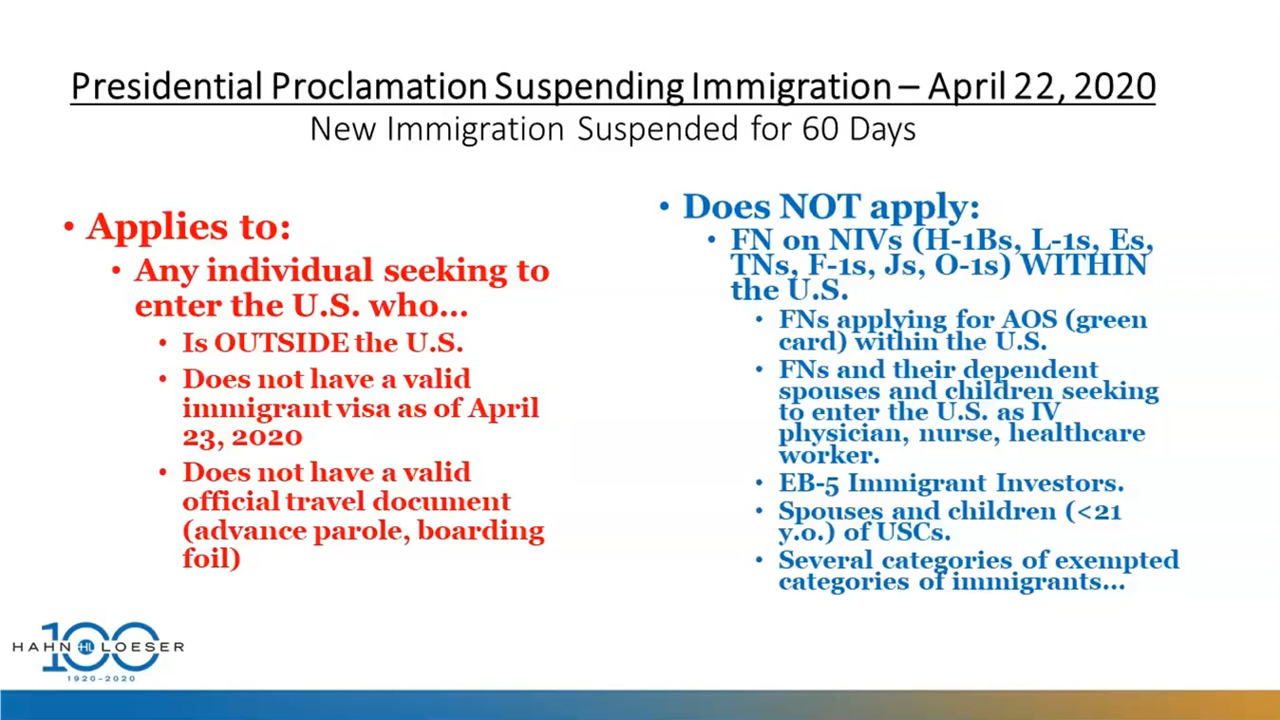 Presidential Proclamation Suspending Immigration – April 22, 2020
New Immigration Suspended for 60 Days
• Applies to:
• Any individual seeking to
enter the U.S. who…
• Is OUTSIDE the U.S.
• Does not have a valid
immigrant visa as of April
23, 2020
• Does not have a valid
official travel document
(advance parole, boarding
foil)
• Does NOT apply:
• FN on NIVs (H-1Bs, L-1s, Es,
TNs, F-1s, Js, O-1s) WITHIN
the U.S.
• FNs applying for AOS (green
card) within the U.S.
• FNs and their dependent
spouses and children seeking
to enter the U.S. as IV
physician, nurse, healthcare
worker.
• EB-5 Immigrant Investors.
• Spouses and children (<21
y.o.) of USCs.
• Several categories of exempted
categories of immigrants…
100
HAHN HL LOESER
1920-2020